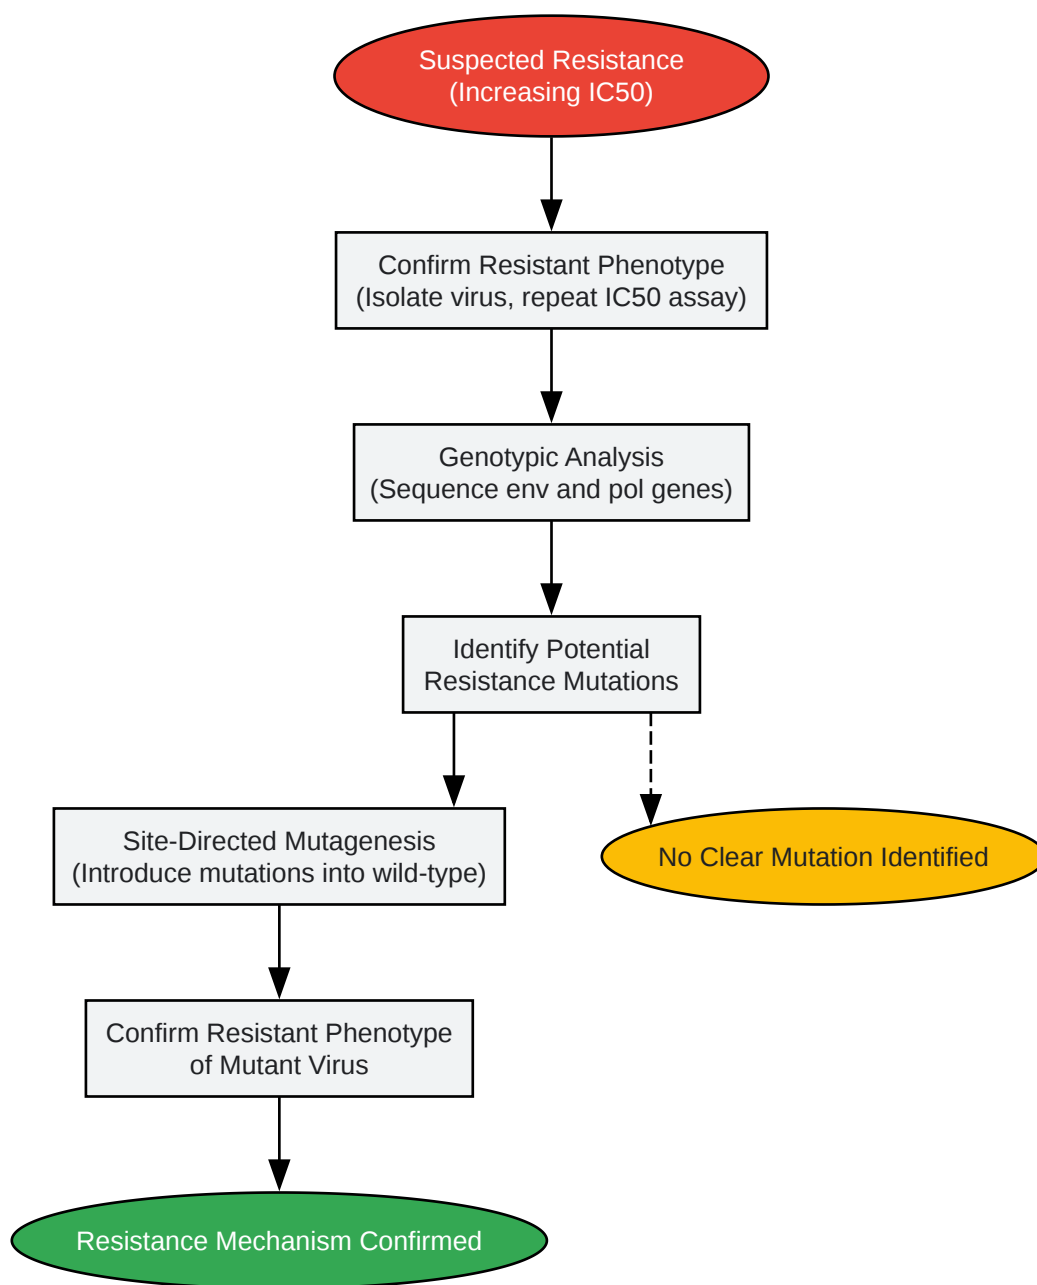 Suspected Resistance
(Increasing IC50)
Confirm Resistant Phenotype
(Isolate virus, repeat IC50 assay)
Genotypic Analysis
(Sequence env and pol genes)
Identify Potential
Resistance Mutations
Site-Directed Mutagenesis
(Introduce mutations into wild-type)
No Clear Mutation Identified
Confirm Resistant Phenotype
of Mutant Virus
Resistance Mechanism Confirmed